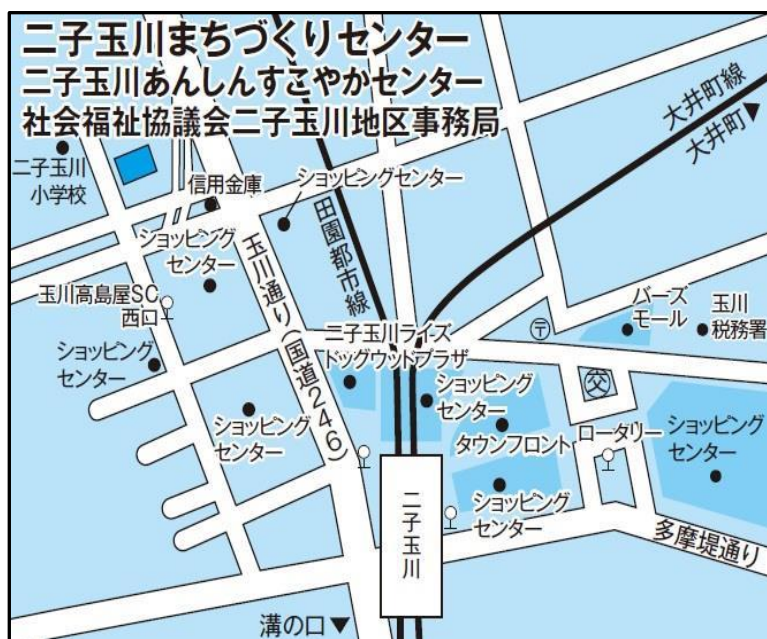 二子玉川まちづくりセンター
二子玉川あんしんすこやかセンター
社会福祉協議会二子玉川地区事務局
大井町線
大井町▶
二子玉川
小学校
信用金庫
ショッピングセンター
田園都市線
ショッピング
センター
玉川通り（国道246）
玉川高島屋SC
西口
ショッピング
センター
二子玉川ライズ
ドッグウッドプラザ
〒
バーズ
モール
玉川
税務署
ショッピング
センター
交
ショッピング
センター
タウンフロント
ロータリー
ショッピング
センター
二子玉川
ショッピング
センター
多摩堤通り
溝の口▼